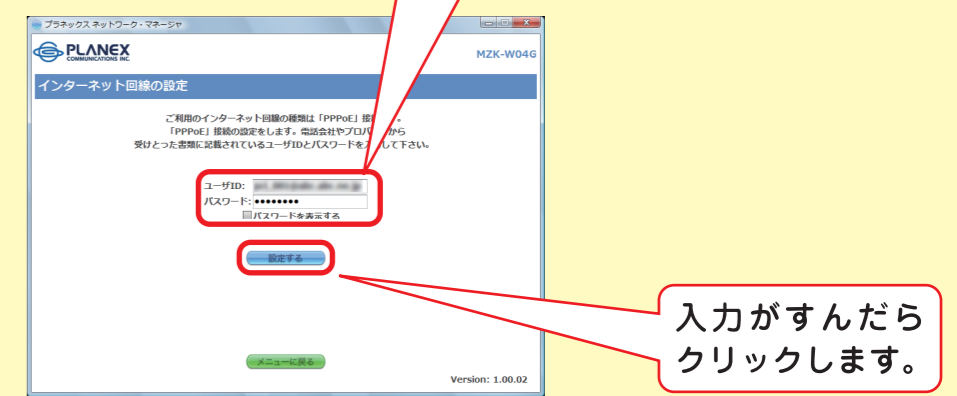 プラネックス ネットワーク・マネージャ
PLANEX
COMMUNICATIONS INC.
MZK-W04G
インターネット回線の設定
ご利用のインターネット回線の種類は「PPPoE」接 。
「PPPoE」接続の設定をします。電話会社やプロバ から
受けとった書類に記載されているユーザIDとパスワードを入 して下さい。
ユーザID:
パスワード: ●●●●●●●●
パスワードを表示する
設定する
入力がすんだら
クリックします。
メニューに戻る
Version: 1.00.02